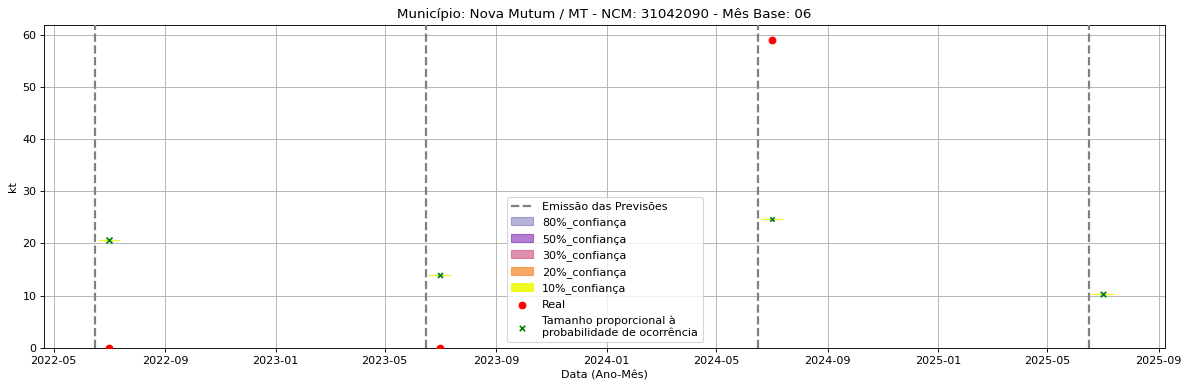 Município: Nova Mutum / MT - NCM: 31042090 - Mês Base: 06
60
50
40
30
20
10
0
kt
Emissão das Previsões
80%_confiança
50%_confiança
30%_confiança
20%_confiança
10%_confiança
Real
Tamanho proporcional à
probabilidade de ocorrência
2022-05 2022-09 2023-01 2023-05 2023-09 2024-01 2024-05 2024-09 2025-01 2025-05 2025-09
Data (Ano-Mês)